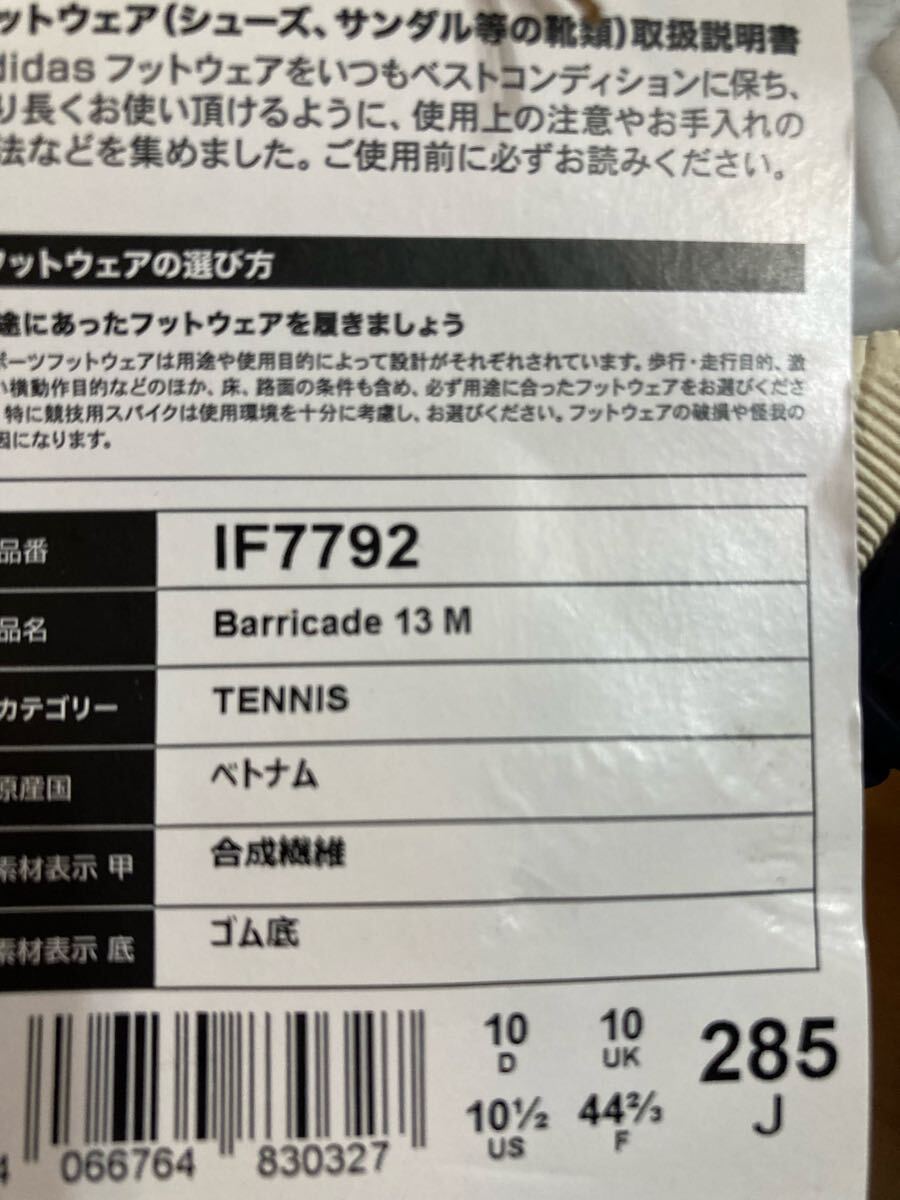 ットウェア(シューズ、サンダル等の靴類)取扱説明書
didas フットウェアをいつもベストコンディションに保ち、
り長くお使い頂けるように、使用上の注意やお手入れの
法などを集めました。ご使用前に必ずお読みください。
フットウェアの選び方
途にあったフットウェアを履きましょう
ポーツフットウェアは用途や使用目的によって設計がそれぞれされています。歩行・走行目的、激
い機動作目的などのほか、床、路面の条件も含め、必ず用途に合ったフットウェアをお選びくださ
特に競技用スパイクは使用環境を十分に考慮し、お選びください。フットウェアの破損や怪我の
因になります。
品番 IF7792
品名 Barricade 13 M
カテゴリー TENNIS
原産国 ベトナム
素材表示 甲 合成繊維
素材表示 底 ゴム底
10 D
10 UK
285 J
10½ US
44⅔ F
4 066764 830327